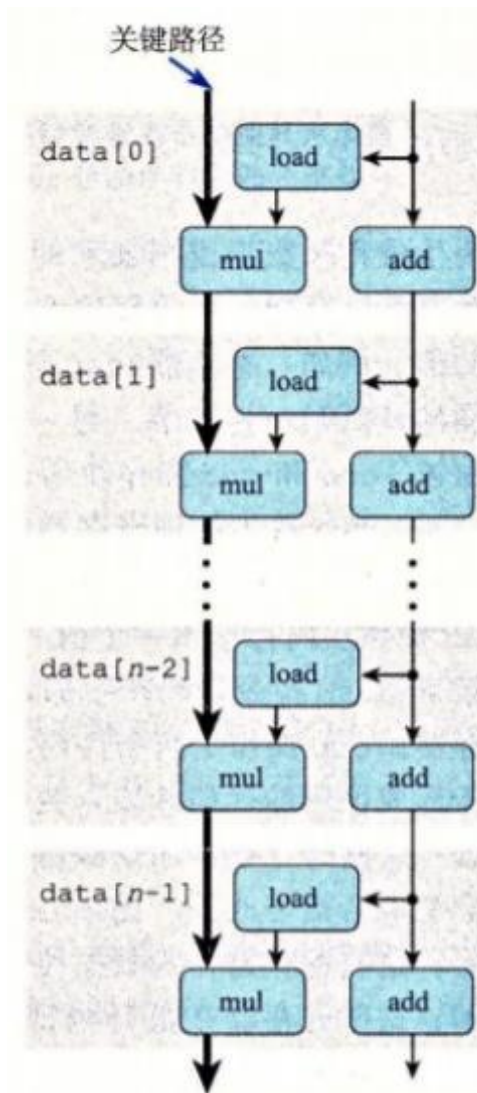 关键路径
data[0]
load
mul
add
data[1]
load
mul
add
data[n-2]
load
mul
add
data[n-1]
load
mul
add